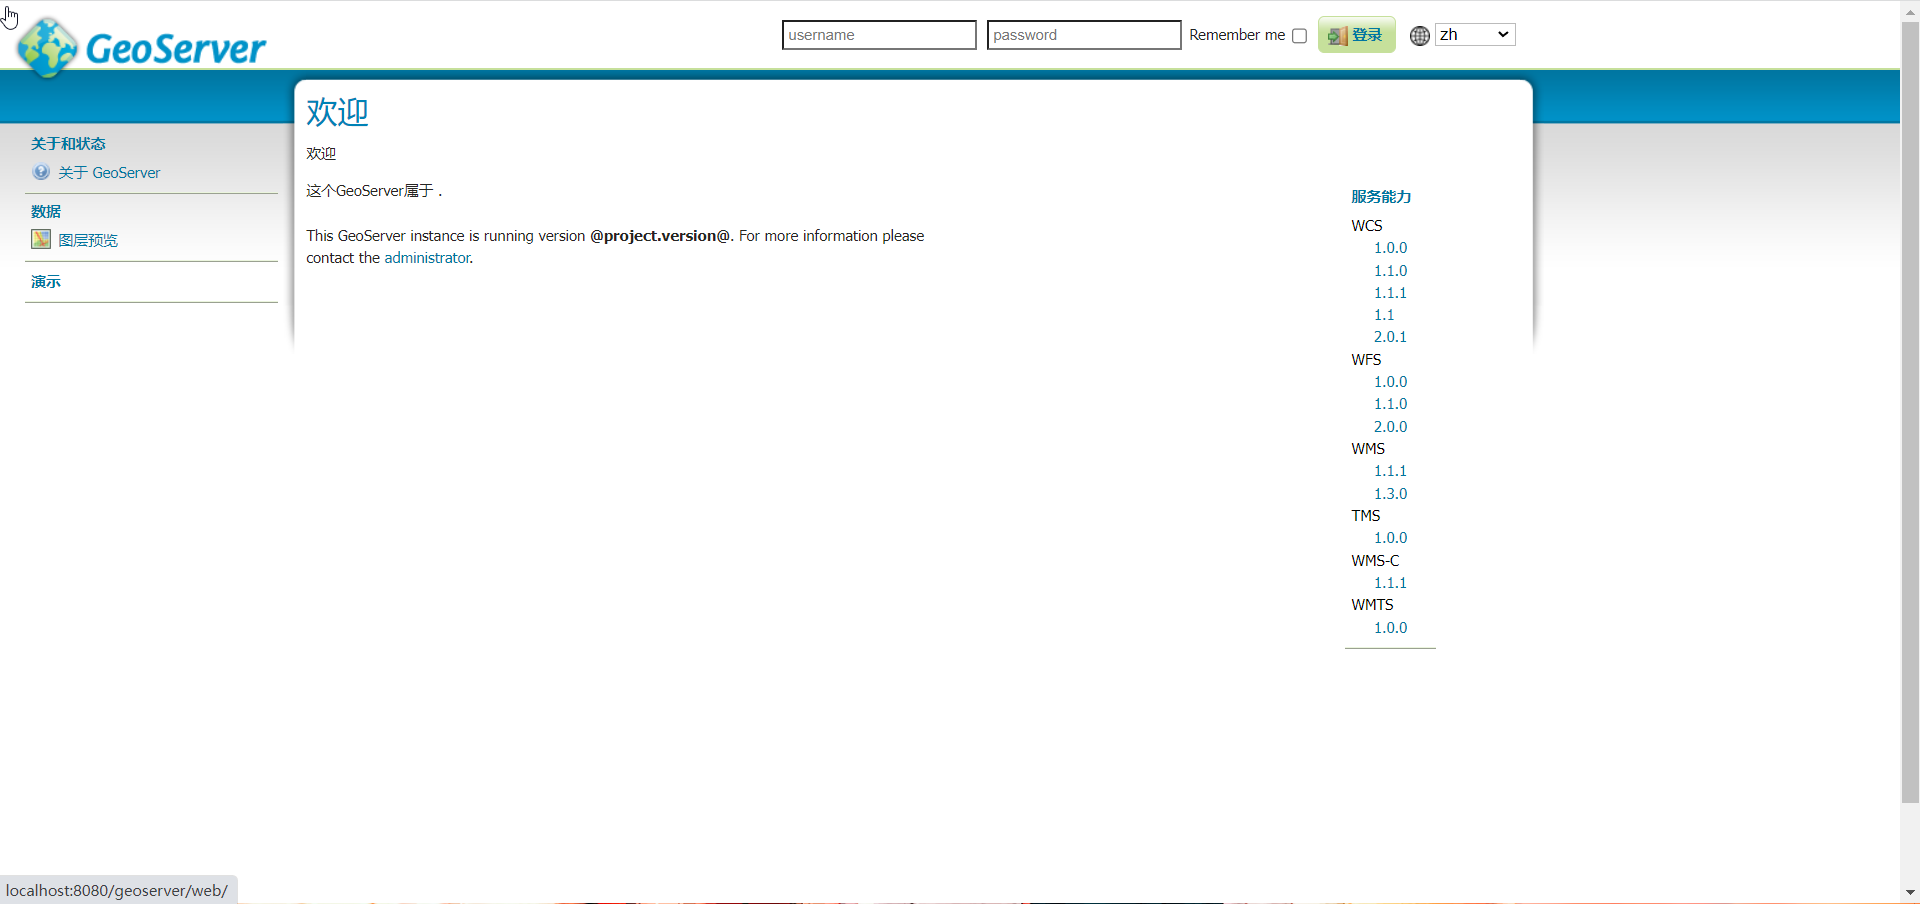 GeoServer
username
password
Remember me
登录
zh
关于和状态
关于 GeoServer
数据
图层预览
演示
欢迎
欢迎
这个GeoServer属于 .
This GeoServer instance is running version @project.version@. For more information please
contact the administrator.
服务能力
WCS
1.0.0
1.1.0
1.1.1
1.1
2.0.1
WFS
1.0.0
1.1.0
2.0.0
WMS
1.1.1
1.3.0
TMS
1.0.0
WMS-C
1.1.1
WMTS
1.0.0
localhost:8080/geoserver/web/